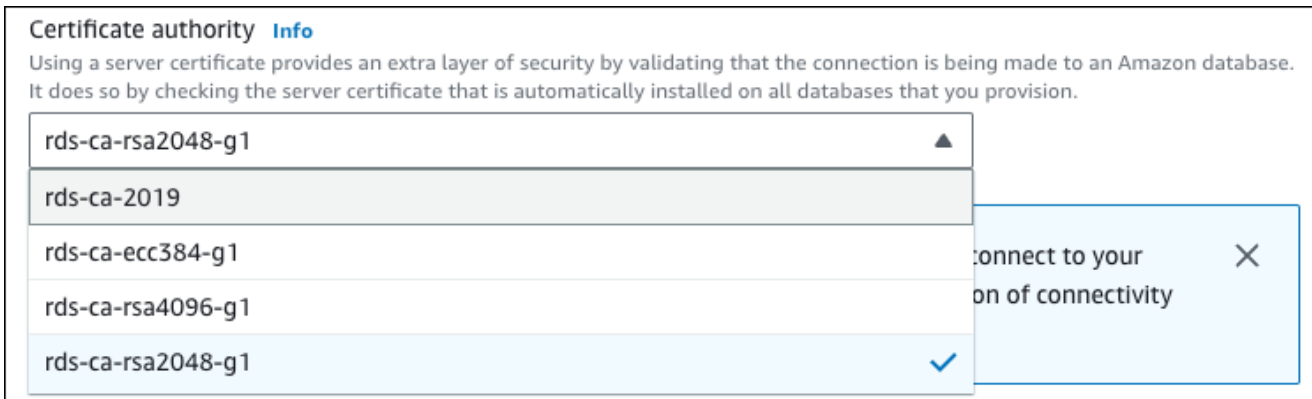 Certificate authority Info
Using a server certificate provides an extra layer of security by validating that the connection is being made to an Amazon database.
It does so by checking the server certificate that is automatically installed on all databases that you provision.
rds-ca-rsa2048-g1
rds-ca-2019
rds-ca-ecc384-g1
connect to your
on of connectivity
rds-ca-rsa4096-g1
rds-ca-rsa2048-g1